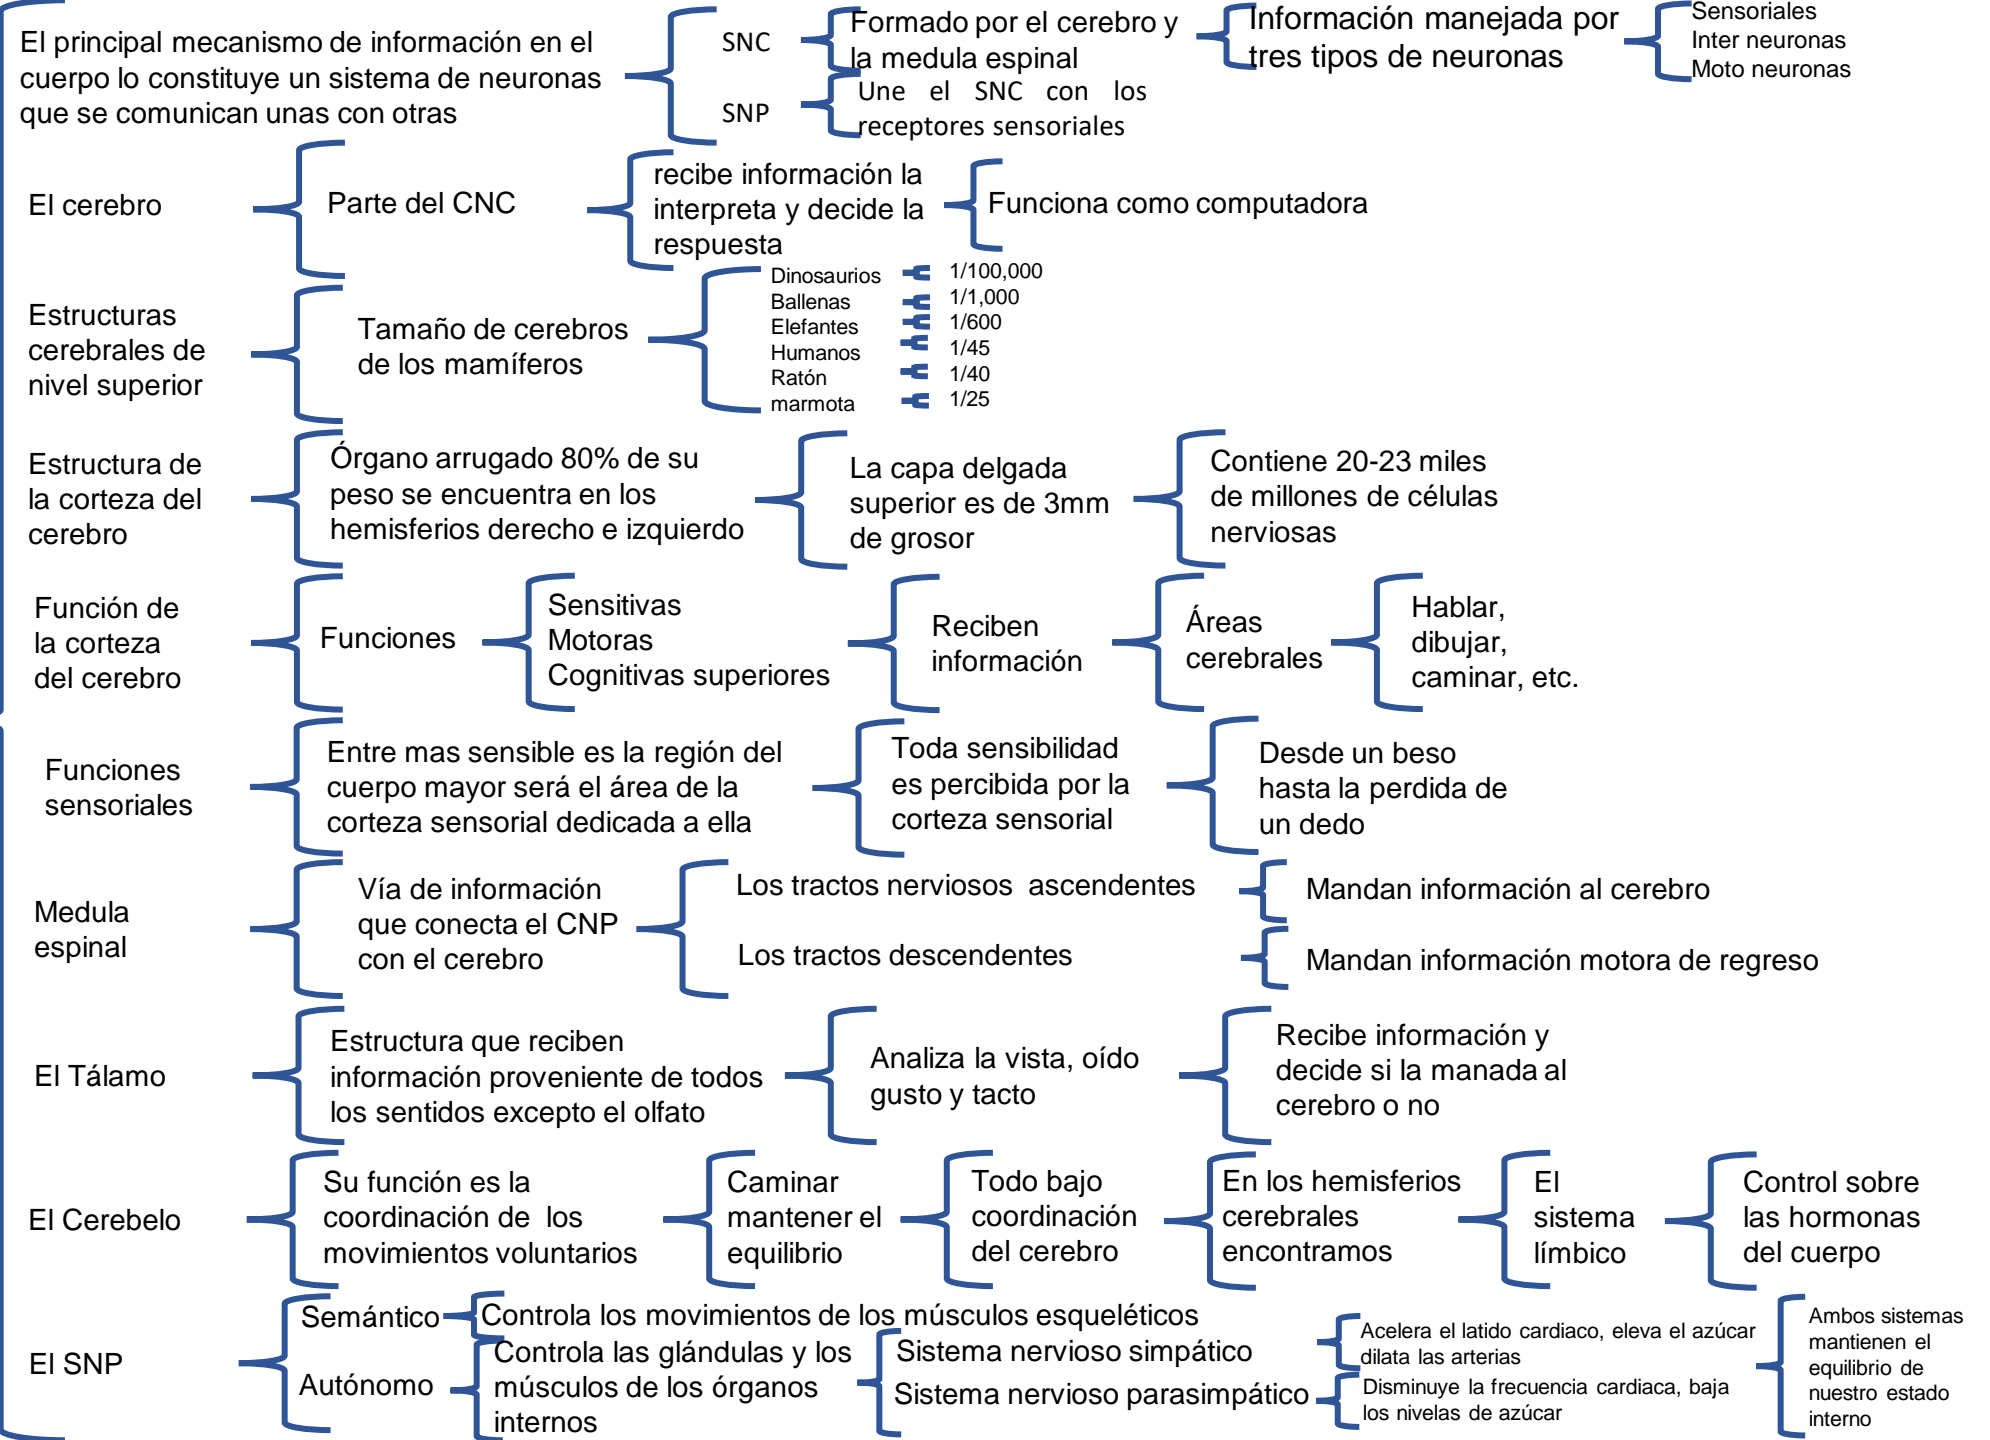 El principal mecanismo de información en el
cuerpo lo constituye un sistema de neuronas
que se comunican unas con otras
SNC
Formado por el cerebro y
la medula espinal
Información manejada por
tres tipos de neuronas
Sensoriales
Inter neuronas
Moto neuronas
SNP
Une el SNC con los
receptores sensoriales
El cerebro
Parte del CNC
recibe información la
interpreta y decide la
respuesta
Funciona como computadora
Estructuras
cerebrales de
nivel superior
Tamaño de cerebros
de los mamíferos
Dinosaurios 1/100,000
Ballenas 1/1,000
Elefantes 1/600
Humanos 1/45
Ratón 1/40
marmota 1/25
Estructura de
la corteza del
cerebro
Órgano arrugado 80% de su
peso se encuentra en los
hemisferios derecho e izquierdo
La capa delgada
superior es de 3mm
de grosor
Contiene 20-23 miles
de millones de células
nerviosas
Función de
la corteza
del cerebro
Funciones
Sensitivas
Motoras
Cognitivas superiores
Reciben
información
Áreas
cerebrales
Hablar,
dibujar,
caminar, etc.
Funciones
sensoriales
Entre mas sensible es la región del
cuerpo mayor será el área de la
corteza sensorial dedicada a ella
Toda sensibilidad
es percibida por la
corteza sensorial
Desde un beso
hasta la perdida de
un dedo
Medula
espinal
Vía de información
que conecta el CNP
con el cerebro
Los tractos nerviosos ascendentes
Mandan información al cerebro
Los tractos descendentes
Mandan información motora de regreso
El Tálamo
Estructura que reciben
información proveniente de todos
los sentidos excepto el olfato
Analiza la vista, oído
gusto y tacto
Recibe información y
decide si la manada al
cerebro o no
El Cerebelo
Su función es la
coordinación de los
movimientos voluntarios
Caminar
mantener el
equilibrio
Todo bajo
coordinación
del cerebro
En los hemisferios
cerebrales
encontramos
El
sistema
límbico
Control sobre
las hormonas
del cuerpo
El SNP
Semántico
Controla los movimientos de los músculos esqueléticos
Autónomo
Controla las glándulas y los
músculos de los órganos
internos
Sistema nervioso simpático
Acelera el latido cardiaco, eleva el azúcar
dilata las arterias
Sistema nervioso parasimpático
Disminuye la frecuencia cardiaca, baja
los nivelas de azúcar
Ambos sistemas
mantienen el
equilibrio de
nuestro estado
interno